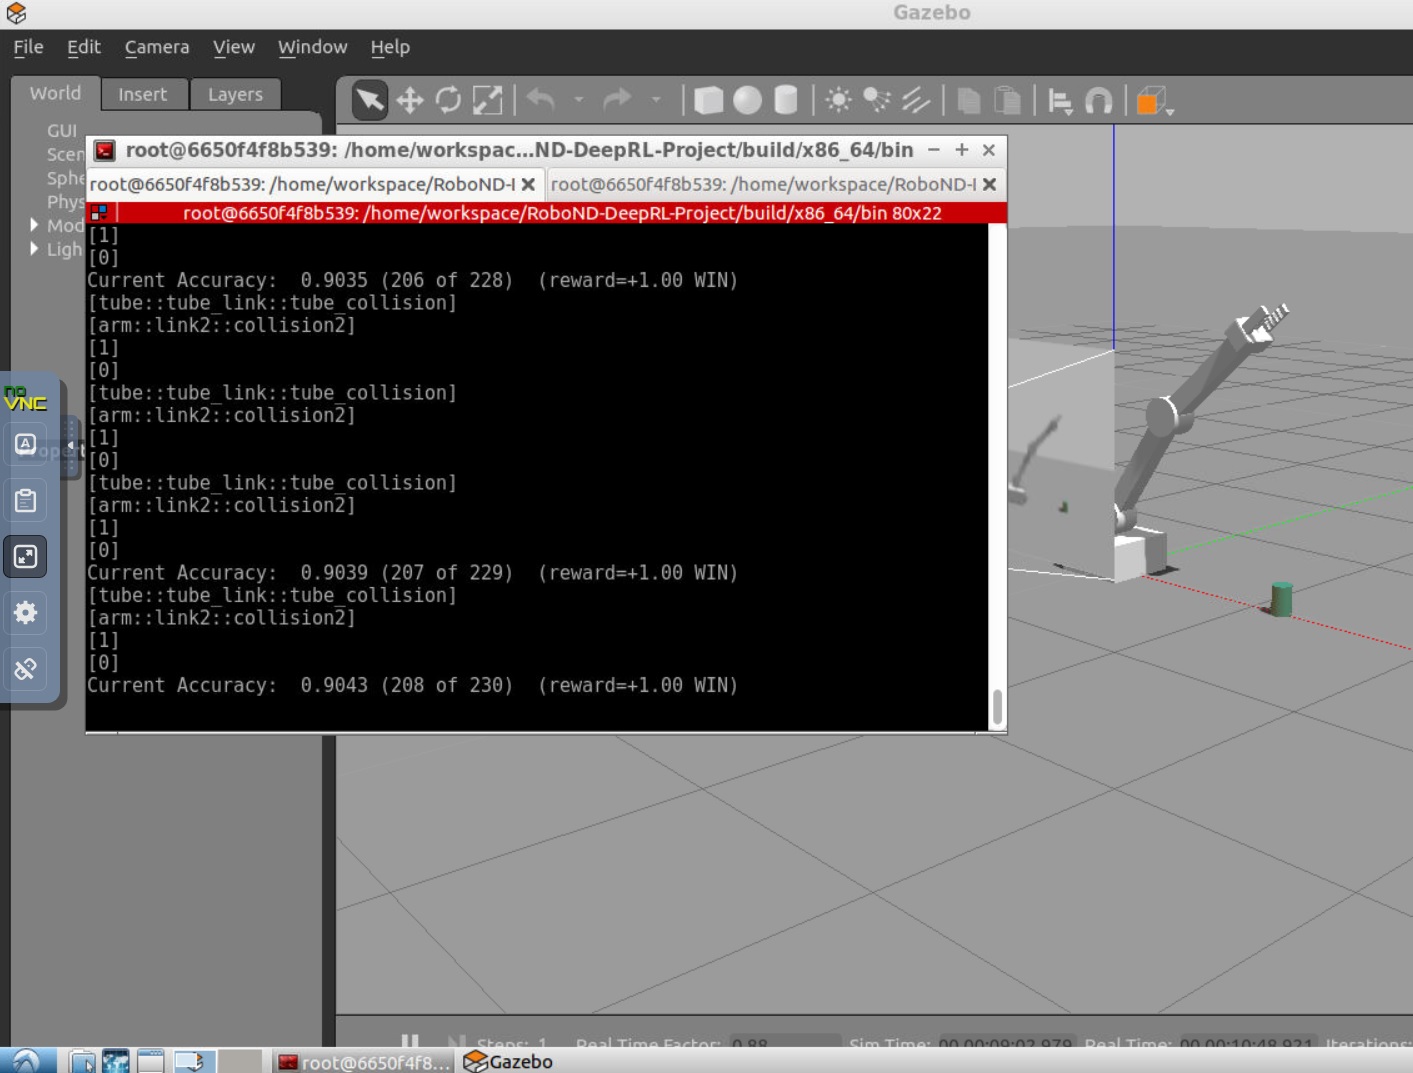 Gazebo
File Edit Camera View Window Help
World Insert Layers
GUI
Scen
Sphe
Phys
Mod
Ligh
root@6650f4f8b539: /home/workspac...ND-DeepRL-Project/build/x86_64/bin
root@6650f4f8b539: /home/workspace/RoboND-I root@6650f4f8b539: /home/workspace/RoboND-I
root@6650f4f8b539: /home/workspace/RoboND-DeepRL-Project/build/x86_64/bin 80x22
[1]
[0]
Current Accuracy:  0.9035 (206 of 228)  (reward=+1.00 WIN)
[tube::tube_link::tube_collision]
[arm::link2::collision2]
[1]
[0]
[tube::tube_link::tube_collision]
[arm::link2::collision2]
[1]
[0]
[tube::tube_link::tube_collision]
[arm::link2::collision2]
[1]
[0]
Current Accuracy:  0.9039 (207 of 229)  (reward=+1.00 WIN)
[tube::tube_link::tube_collision]
[arm::link2::collision2]
[1]
[0]
Current Accuracy:  0.9043 (208 of 230)  (reward=+1.00 WIN)
no
VNC
A
Propert
Steps: 1 Real Time Factor: 0.88 Sim Time: 00 00:09:02.979 Real Time: 00 00:10:48.921 Iterations:
root@6650f4f8... Gazebo